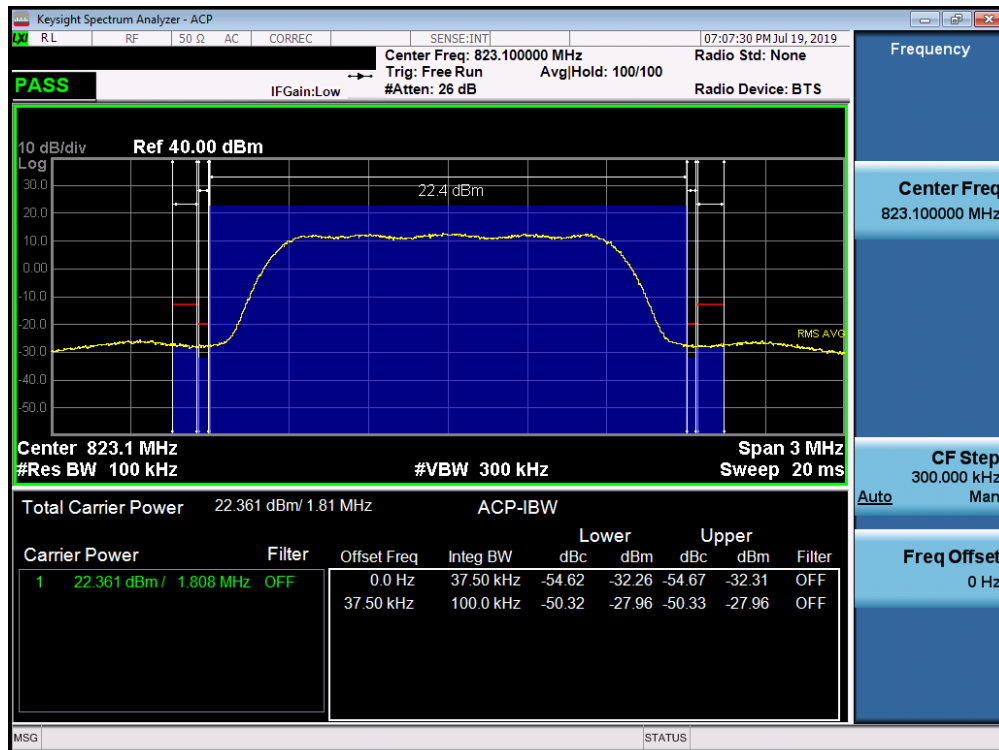 Keysight Spectrum Analyzer - ACP
LXI RL RF 50 Ω AC CORREC SENSE:INT 07:07:30 PM Jul 19, 2019
Center Freq: 823.100000 MHz Radio Std: None
Trig: Free Run Avg|Hold: 100/100
PASS IFGain:Low #Atten: 26 dB Radio Device: BTS
10 dB/div Ref 40.00 dBm
Log
30.0
20.0
10.0
0.00
-10.0
-20.0
-30.0
-40.0
-50.0
22.4 dBm
RMS AVG
Center 823.1 MHz Span 3 MHz
#Res BW 100 kHz #VBW 300 kHz Sweep 20 ms
Total Carrier Power 22.361 dBm/ 1.81 MHz ACP-IBW
Lower Upper
Carrier Power Filter Offset Freq Integ BW dBc dBm dBc dBm Filter
1 22.361 dBm / 1.808 MHz OFF 0.0 Hz 37.50 kHz -54.62 -32.26 -54.67 -32.31 OFF
37.50 kHz 100.0 kHz -50.32 -27.96 -50.33 -27.96 OFF
MSG STATUS
Frequency
Center Freq
823.100000 MHz
CF Step
300.000 kHz
Auto Man
Freq Offset
0 Hz